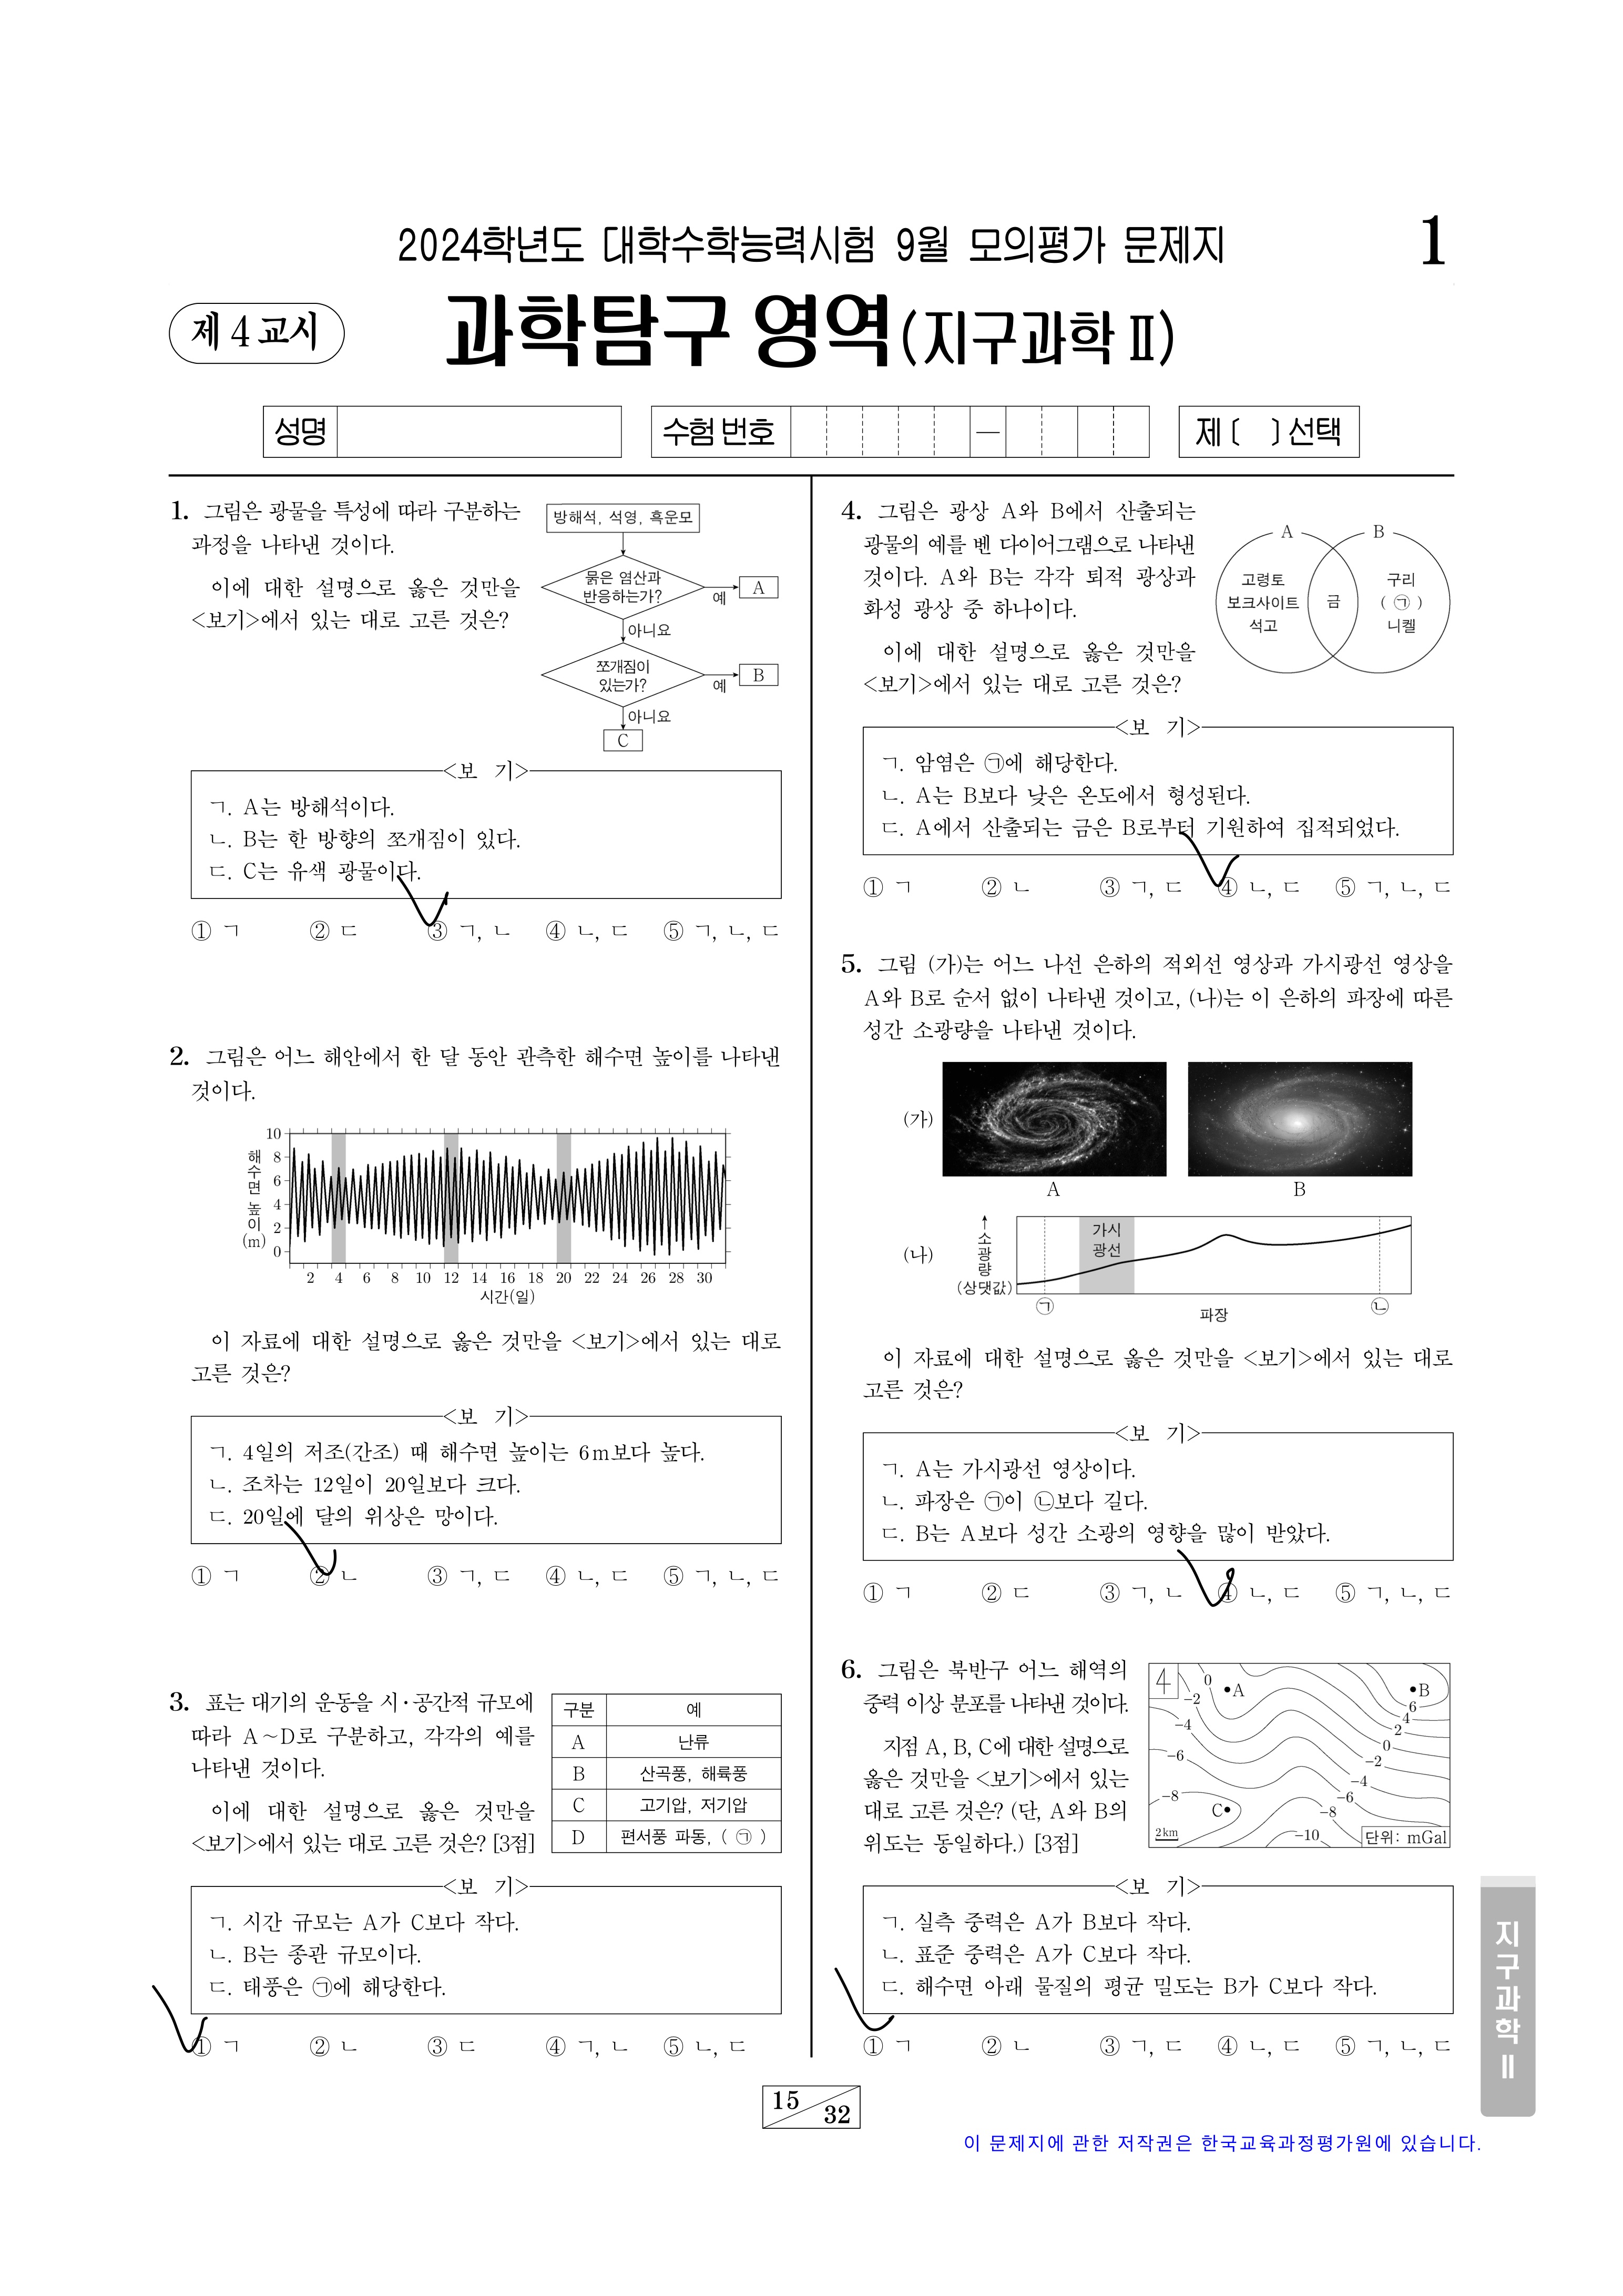 2024학년도 대학수학능력시험 9월 모의평가 문제지
1
제 4 교시
과학탐구 영역(지구과학 Ⅱ)
성명
수험 번호
—
제 〔 〕 선택
1. 그림은 광물을 특성에 따라 구분하는
과정을 나타낸 것이다.
이에 대한 설명으로 옳은 것만을
<보기>에서 있는 대로 고른 것은?
방해석, 석영, 흑운모
묽은 염산과
반응하는가?
예
A
아니요
쪼개짐이
있는가?
예
B
아니요
C
<보 기>
ㄱ. A는 방해석이다.
ㄴ. B는 한 방향의 쪼개짐이 있다.
ㄷ. C는 유색 광물이다.
① ㄱ ② ㄷ ③ ㄱ, ㄴ ④ ㄴ, ㄷ ⑤ ㄱ, ㄴ, ㄷ
2. 그림은 어느 해안에서 한 달 동안 관측한 해수면 높이를 나타낸
것이다.
해수면 높이 (m)
10
8
6
4
2
0
2 4 6 8 10 12 14 16 18 20 22 24 26 28 30
시간(일)
이 자료에 대한 설명으로 옳은 것만을 <보기>에서 있는 대로
고른 것은?
<보 기>
ㄱ. 4일의 저조(간조) 때 해수면 높이는 6m보다 높다.
ㄴ. 조차는 12일이 20일보다 크다.
ㄷ. 20일에 달의 위상은 망이다.
① ㄱ ② ㄴ ③ ㄱ, ㄷ ④ ㄴ, ㄷ ⑤ ㄱ, ㄴ, ㄷ
3. 표는 대기의 운동을 시·공간적 규모에
따라 A~D로 구분하고, 각각의 예를
나타낸 것이다.
이에 대한 설명으로 옳은 것만을
<보기>에서 있는 대로 고른 것은? [3점]
구분 예
A 난류
B 산곡풍, 해륙풍
C 고기압, 저기압
D 편서풍 파동, ( ㉠ )
<보 기>
ㄱ. 시간 규모는 A가 C보다 작다.
ㄴ. B는 종관 규모이다.
ㄷ. 태풍은 ㉠에 해당한다.
① ㄱ ② ㄴ ③ ㄷ ④ ㄱ, ㄴ ⑤ ㄴ, ㄷ
4. 그림은 광상 A와 B에서 산출되는
광물의 예를 벤 다이어그램으로 나타낸
것이다. A와 B는 각각 퇴적 광상과
화성 광상 중 하나이다.
이에 대한 설명으로 옳은 것만을
<보기>에서 있는 대로 고른 것은?
A B
고령토
보크사이트
석고
금
구리
( ㉠ )
니켈
<보 기>
ㄱ. 암염은 ㉠에 해당한다.
ㄴ. A는 B보다 낮은 온도에서 형성된다.
ㄷ. A에서 산출되는 금은 B로부터 기원하여 집적되었다.
① ㄱ ② ㄴ ③ ㄱ, ㄷ ④ ㄴ, ㄷ ⑤ ㄱ, ㄴ, ㄷ
5. 그림 (가)는 어느 나선 은하의 적외선 영상과 가시광선 영상을
A와 B로 순서 없이 나타낸 것이고, (나)는 이 은하의 파장에 따른
성간 소광량을 나타낸 것이다.
(가)
A B
(나)
소광량
(상댓값)
가시
광선
㉠ 파장 ㉡
이 자료에 대한 설명으로 옳은 것만을 <보기>에서 있는 대로
고른 것은?
<보 기>
ㄱ. A는 가시광선 영상이다.
ㄴ. 파장은 ㉠이 ㉡보다 길다.
ㄷ. B는 A보다 성간 소광의 영향을 많이 받았다.
① ㄱ ② ㄷ ③ ㄱ, ㄴ ④ ㄴ, ㄷ ⑤ ㄱ, ㄴ, ㄷ
6. 그림은 북반구 어느 해역의
중력 이상 분포를 나타낸 것이다.
지점 A, B, C에 대한 설명으로
옳은 것만을 <보기>에서 있는
대로 고른 것은? (단, A와 B의
위도는 동일하다.) [3점]
4
0
-2
-4
-6
-8
A
B
6
4
2
0
-2
-4
-6
-8
-10
C
2km
단위: mGal
<보 기>
ㄱ. 실측 중력은 A가 B보다 작다.
ㄴ. 표준 중력은 A가 C보다 작다.
ㄷ. 해수면 아래 물질의 평균 밀도는 B가 C보다 작다.
① ㄱ ② ㄴ ③ ㄱ, ㄷ ④ ㄴ, ㄷ ⑤ ㄱ, ㄴ, ㄷ
지구과학 Ⅱ
15
32
이 문제지에 관한 저작권은 한국교육과정평가원에 있습니다.